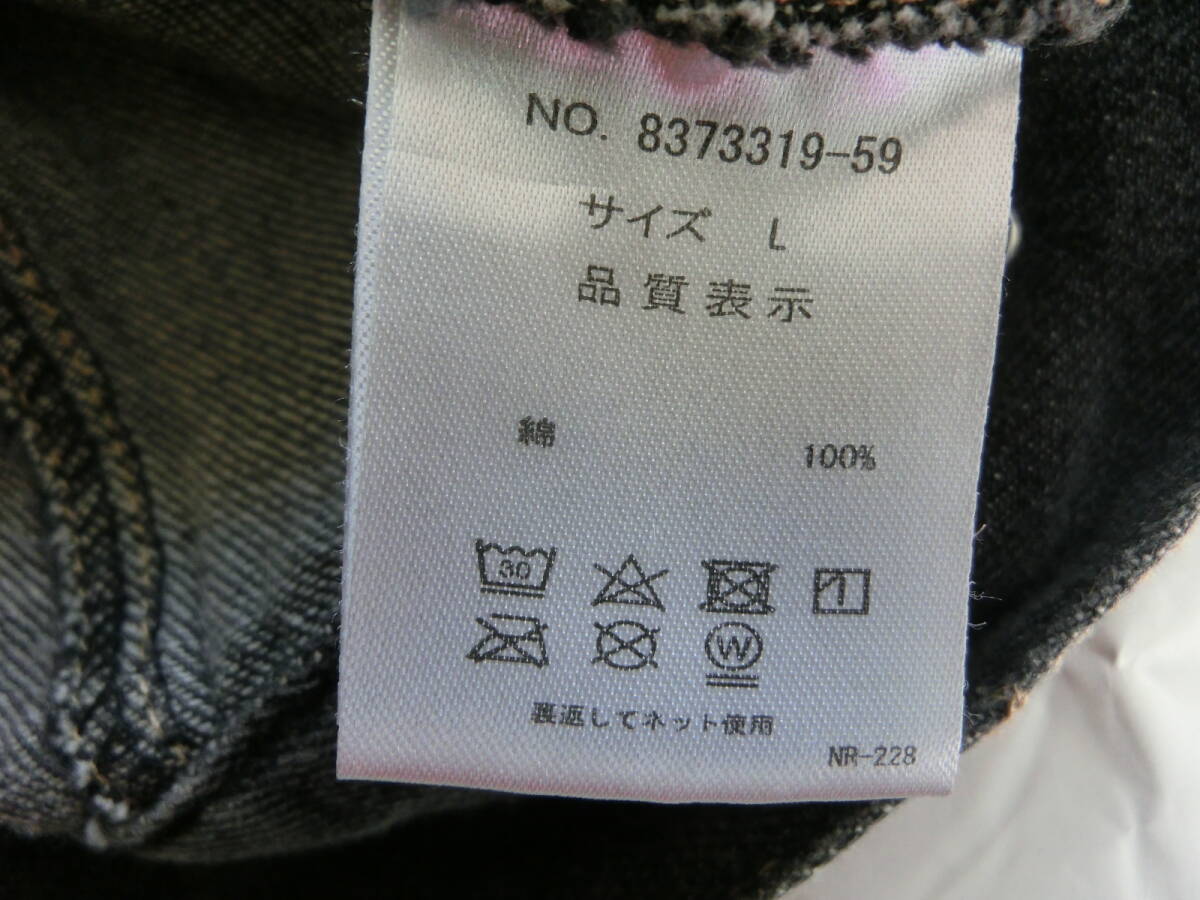 NO. 8373319-59
サイズ L
品質表示
綿 100%
30
W
裏返してネット使用
NR-228